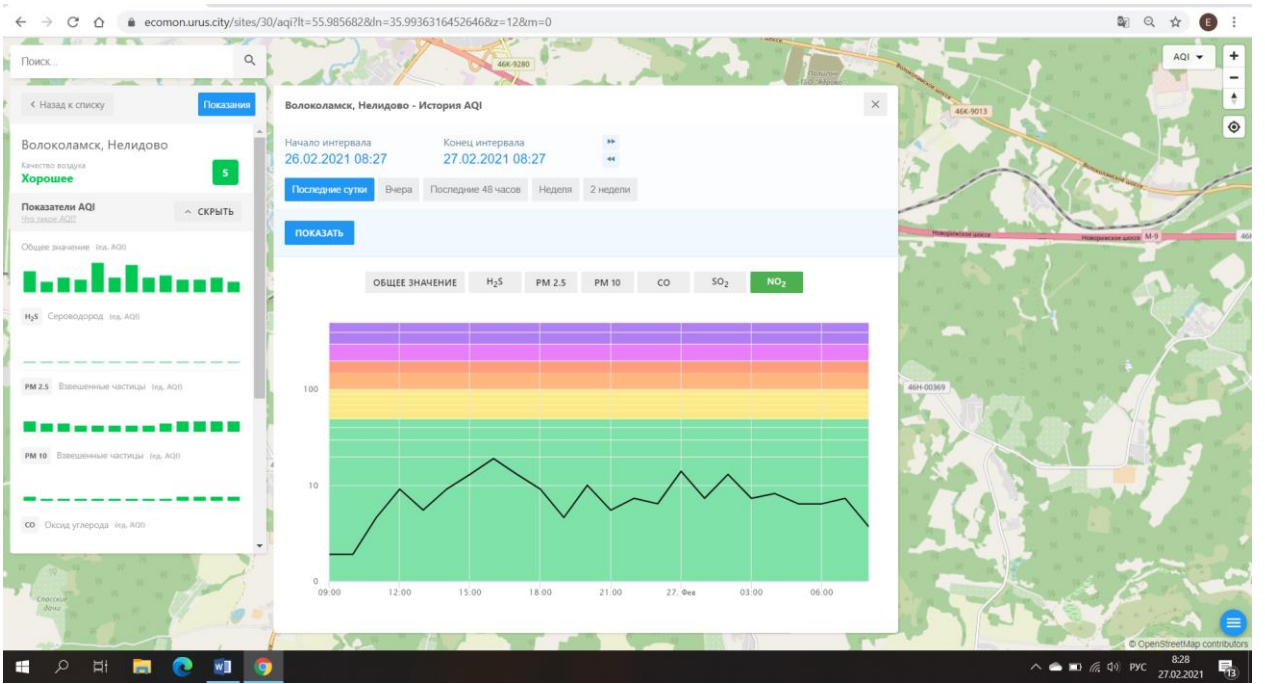 ecomon.urus.city/sites/30/aqi?lt=55.985682&ln=35.9936316452646&z=12&m=0
E
Поиск...
AQI
46К-9280
46К-9013
< Назад к списку
Показания
Волоколамск, Нелидово - История AQI
Волоколамск, Нелидово
Качество воздуха
Хорошее
5
Начало интервала
Конец интервала
26.02.2021 08:27
27.02.2021 08:27
Последние сутки
Вчера
Последние 48 часов
Неделя
2 недели
Показатели AQI
Что такое AQI?
СКРЫТЬ
ПОКАЗАТЬ
Новорижское шоссе
Новорижское шоссе
М-9
Общее значение (ед. AQI)
ОБЩЕЕ ЗНАЧЕНИЕ
H2S
PM 2.5
PM 10
CO
SO2
NO2
H2S Сероводород (ед. AQI)
PM 2.5 Взвешенные частицы (ед. AQI)
100
46Н-00369
PM 10 Взвешенные частицы (ед. AQI)
10
CO Оксид углерода (ед. AQI)
0
09:00
12:00
15:00
18:00
21:00
27. Фев
03:00
06:00
Спасские
дачи
© OpenStreetMap contributors
РУС
8:28
27.02.2021
13